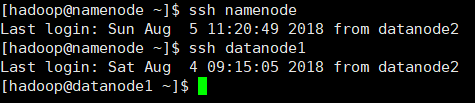 [hadoop@namenode ~]$ ssh namenode
Last login: Sun Aug  5 11:20:49 2018 from datanode2
[hadoop@namenode ~]$ ssh datanode1
Last login: Sat Aug  4 09:15:05 2018 from datanode2
[hadoop@datanode1 ~]$